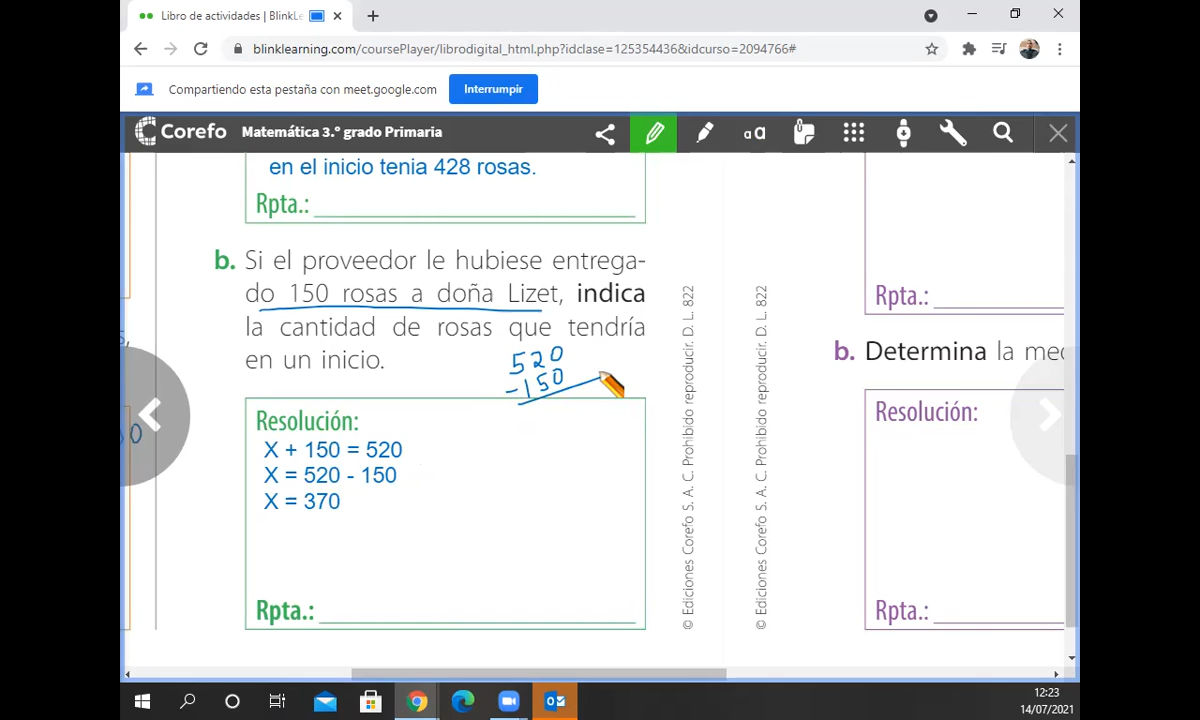 Libro de actividades | BlinkLe
blinklearning.com/coursePlayer/librodigital_html.php?idclase=125354436&idcurso=2094766#
Compartiendo esta pestaña con meet.google.com
Interrumpir
Corefo Matemática 3.º grado Primaria
a a
en el inicio tenia 428 rosas.
Rpta.:
b. Si el proveedor le hubiese entrega-
do 150 rosas a doña Lizet, indica
la cantidad de rosas que tendría
en un inicio.
520
-150
Resolución:
X + 150 = 520
X = 520 - 150
X = 370
Rpta.:
© Ediciones Corefo S. A. C. Prohibido reproducir. D. L. 822
© Ediciones Corefo S. A. C. Prohibido reproducir. D. L. 822
Rpta.:
b. Determina la med
Resolución:
Rpta.:
12:23
14/07/2021